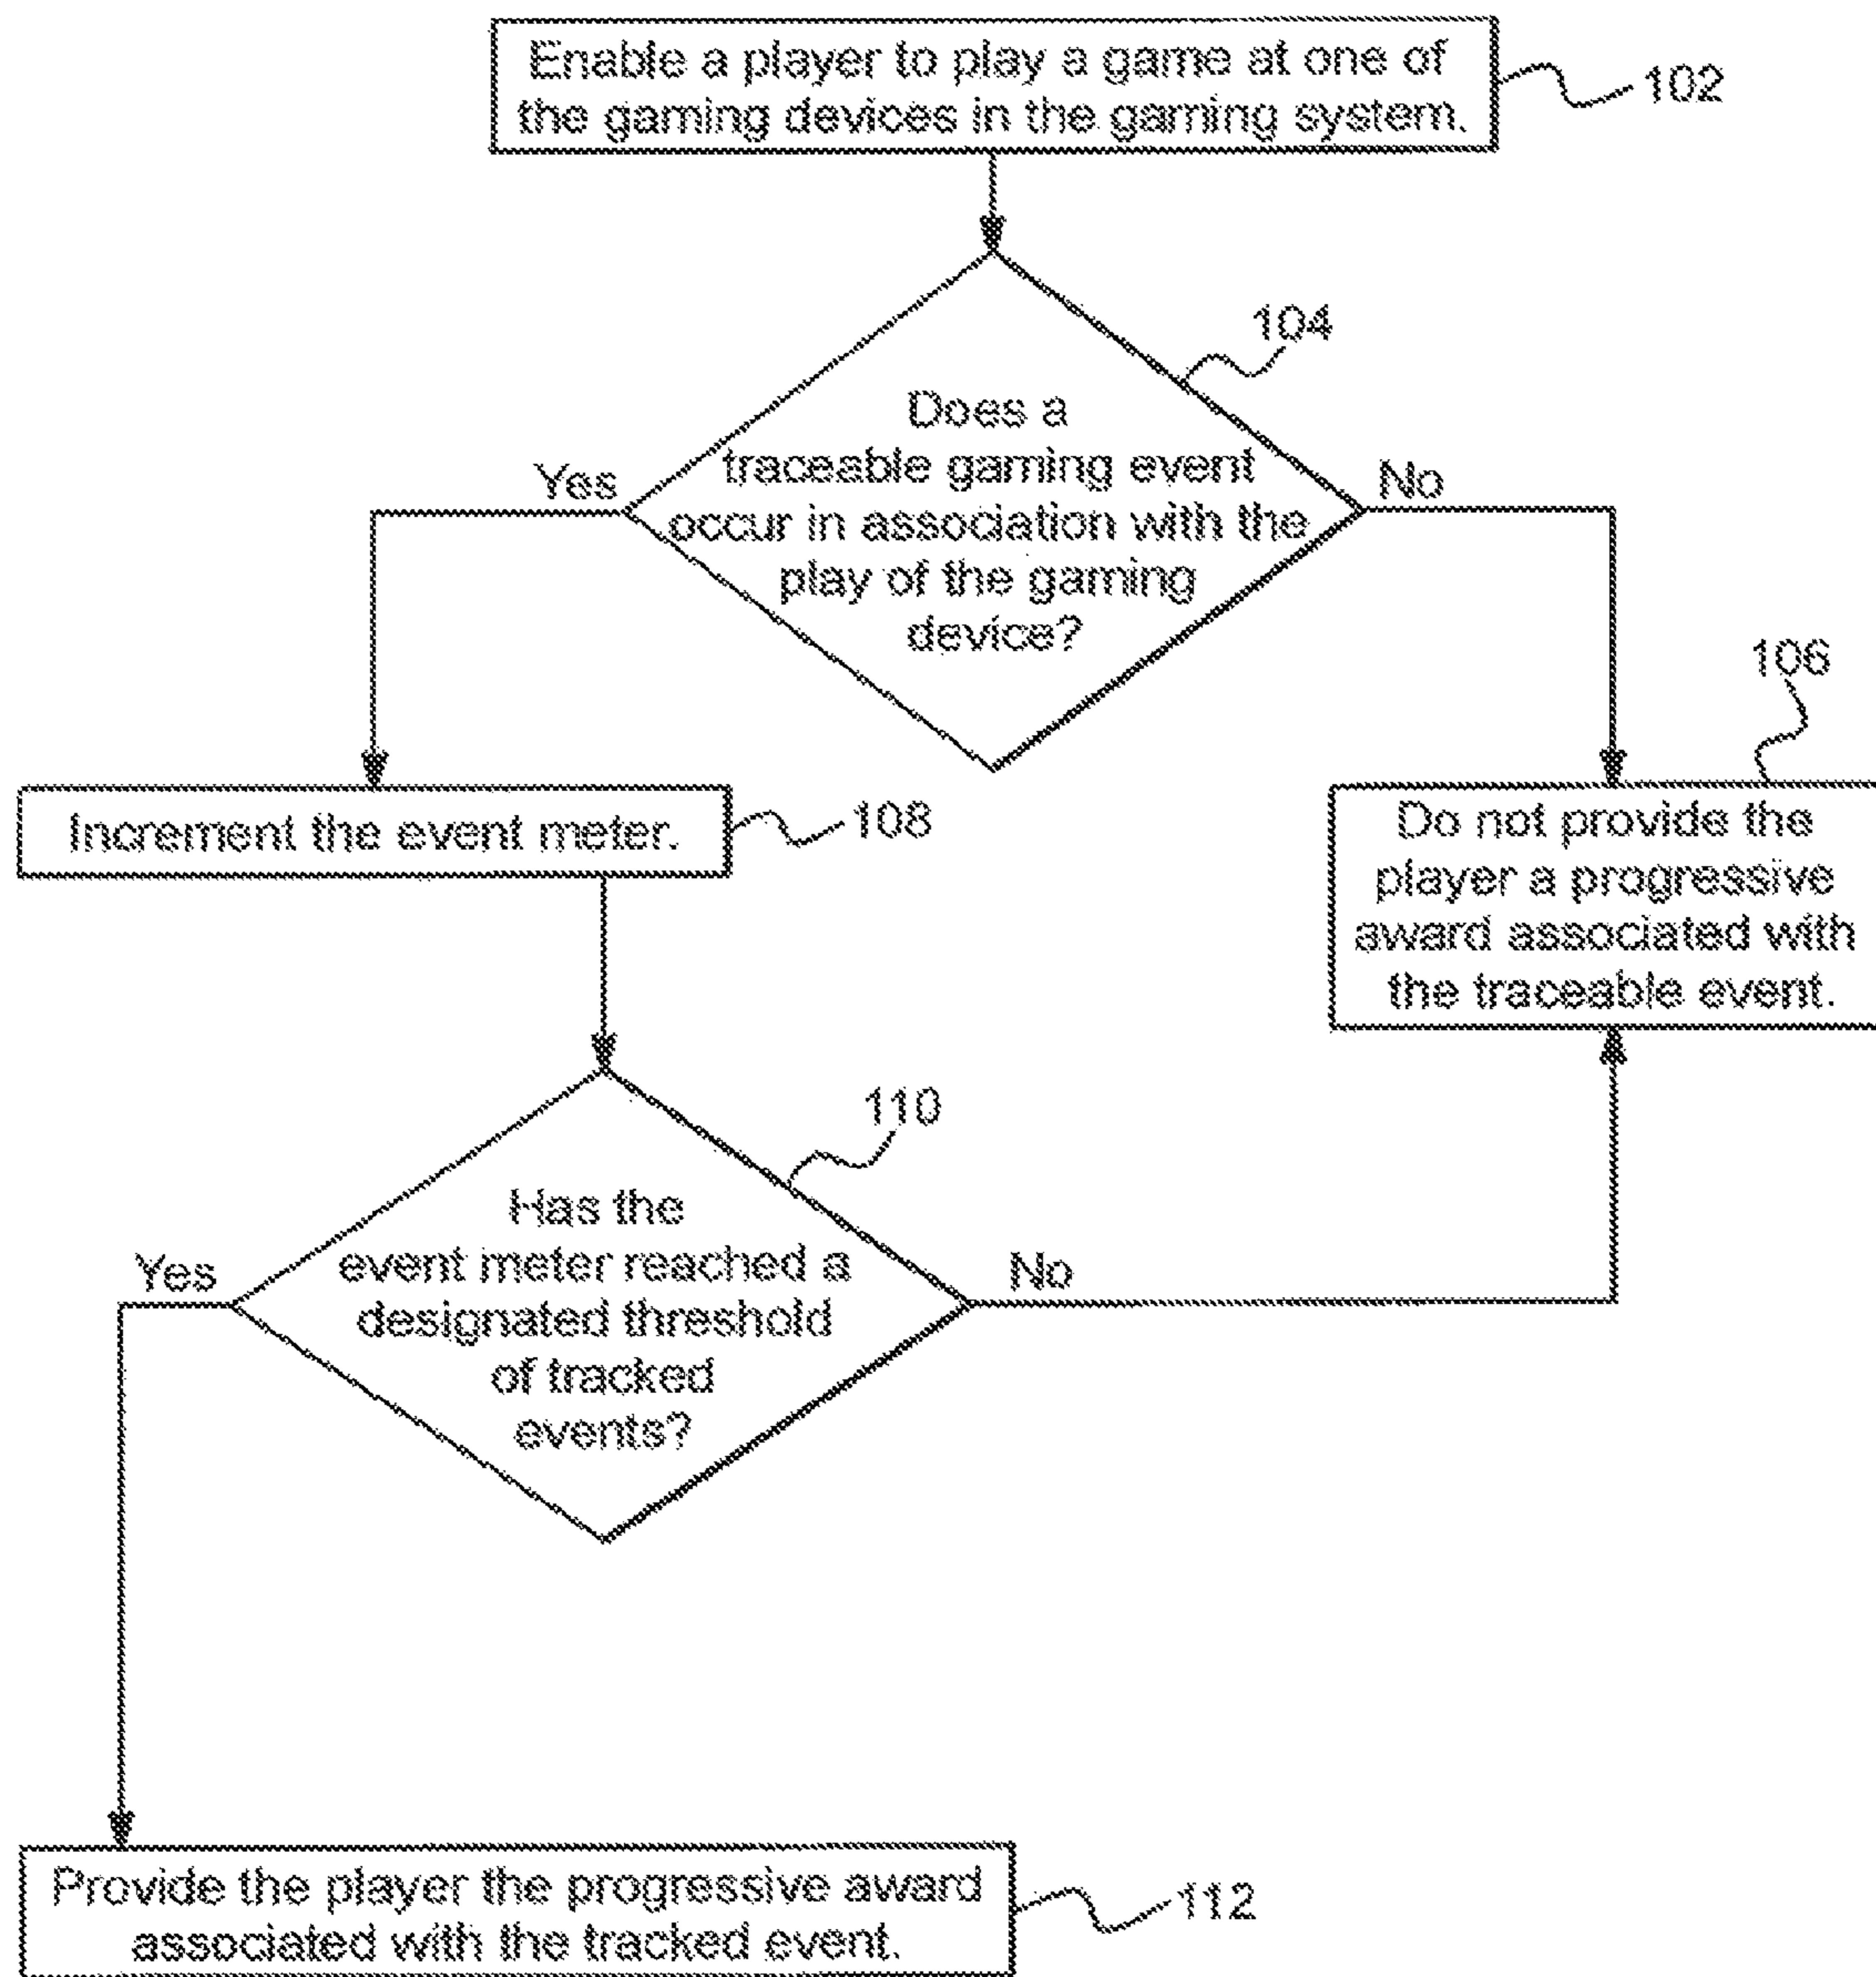 Enable a player to play a game at one of
the gaming devices in the gaming system.
102
104
Does a
traceable gaming event
occur in association with the
play of the gaming
device?
Yes
No
106
Increment the event meter.
108
Do not provide the
player a progressive
award associated with
the traceable event.
110
Has the
event meter reached a
designated threshold
of tracked
events?
Yes
No
Provide the player the progressive award
associated with the tracked event.
112